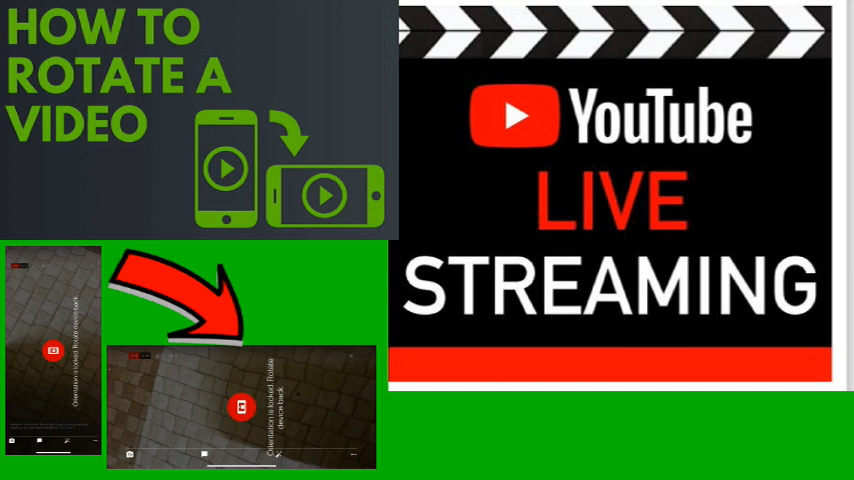 HOW TO
ROTATE A
VIDEO
YouTube
LIVE
STREAMING
Orientation is locked. Rotate device back.
Orientation is locked. Rotate
device back.